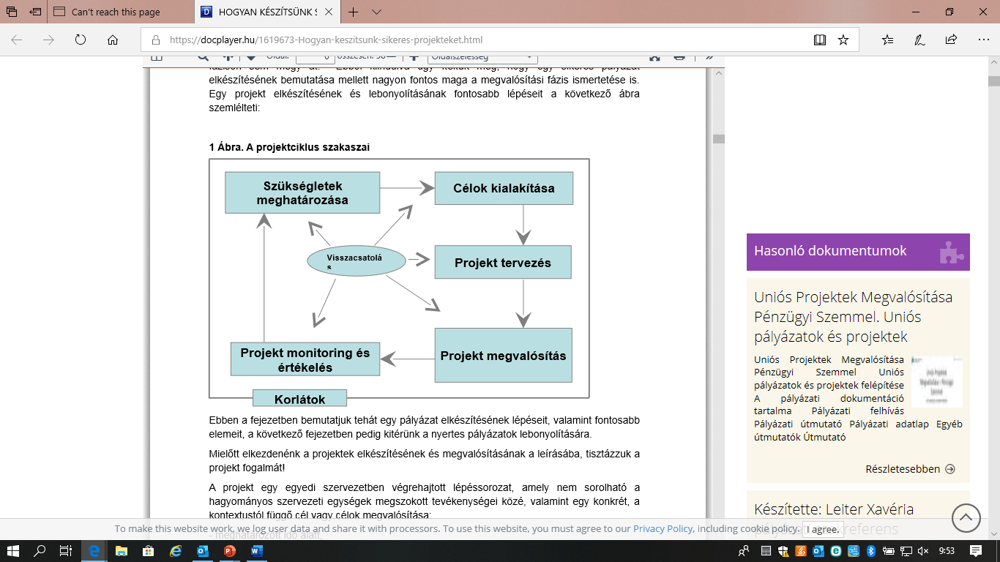 Can't reach this page
HOGYAN KÉSZÍTSÜNK S
https://docplayer.hu/1619673-Hogyan-keszitsunk-sikeres-projekteket.html
Oldalszélesség
elkészítésének bemutatása mellett nagyon fontos maga a megvalósítási fázis ismertetése is.
Egy projekt elkészítésének és lebonyolításának fontosabb lépéseit a következő ábra
szemlélteti:
1 Ábra. A projektciklus szakaszai
Szükségletek
meghatározása
Célok kialakítása
Visszacsatolá
s
Projekt tervezés
Projekt monitoring és
értékelés
Projekt megvalósítás
Korlátok
Ebben a fejezetben bemutatjuk tehát egy pályázat elkészítésének lépéseit, valamint fontosabb
elemeit, a következő fejezetben pedig kitérünk a nyertes pályázatok lebonyolítására.
Mielőtt elkezdenénk a projektek elkészítésének és megvalósításának a leírásába, tisztázzuk a
projekt fogalmát!
A projekt egy egyedi szervezetben végrehajtott lépéssorozat, amely nem sorolható a
hagyományos szervezeti egységek megszokott tevékenységei közé, valamint egy konkrét, a
kontextustól függő cél vagy célok megvalósítása:
- meghatározott idő alatt,
Hasonló dokumentumok
Uniós Projektek Megvalósítása
Pénzügyi Szemmel. Uniós
pályázatok és projektek
Uniós Projektek Megvalósítása
Pénzügyi Szemmel Uniós
pályázatok és projektek felépítése
A pályázati dokumentáció
tartalma Pályázati felhívás
Pályázati útmutató Pályázati adatlap Egyéb
útmutatók Útmutató
Részletesebben
Készítette: Leiter Xavéria
To make this website work, we log user data and share it with processors. To use this website, you must agree to our Privacy Policy, including cookie policy. I agree.
9:53